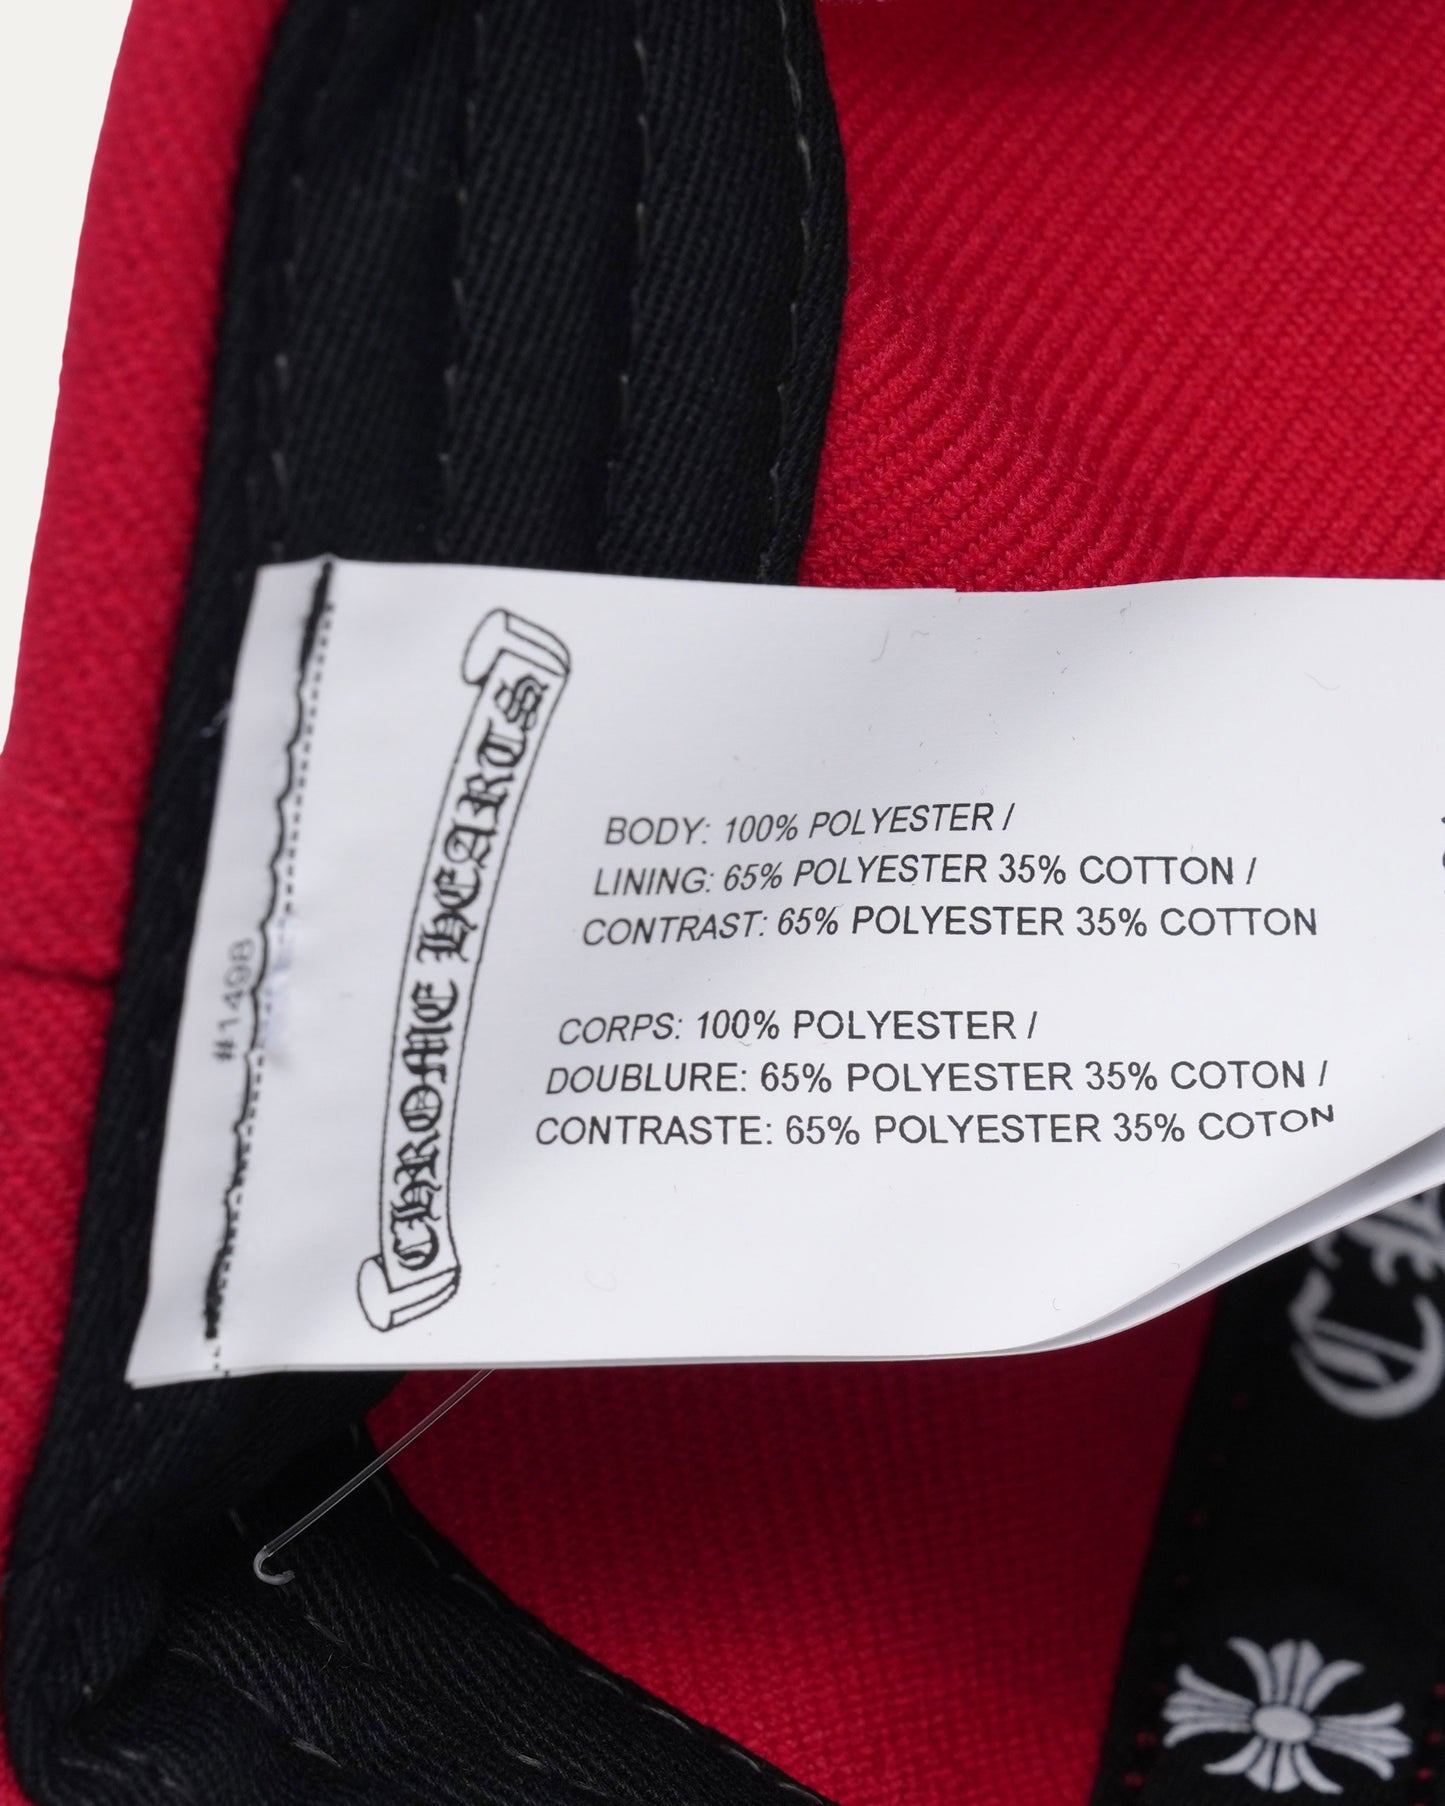 #1498
CHROME HEARTS
BODY: 100% POLYESTER /
LINING: 65% POLYESTER 35% COTTON /
CONTRAST: 65% POLYESTER 35% COTTON
CORPS: 100% POLYESTER /
DOUBLURE: 65% POLYESTER 35% COTON /
CONTRASTE: 65% POLYESTER 35% COTON